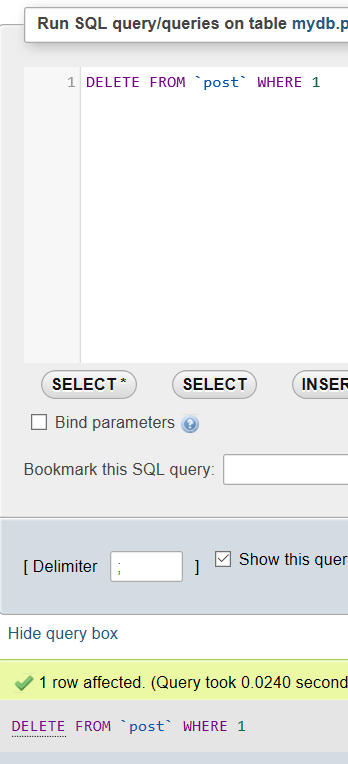 Run SQL query/queries on table mydb.p
1 DELETE FROM `post` WHERE 1
SELECT* SELECT INSER
Bind parameters
Bookmark this SQL query:
[ Delimiter ; ] Show this quer
Hide query box
1 row affected. (Query took 0.0240 second
DELETE FROM `post` WHERE 1